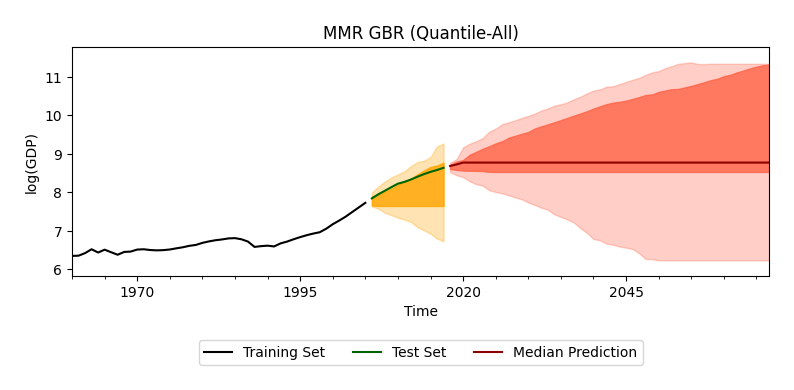 MMR GBR (Quantile-All)
11
10
9
8
7
6
log(GDP)
1970
1995
2020
2045
Time
Training Set
Test Set
Median Prediction